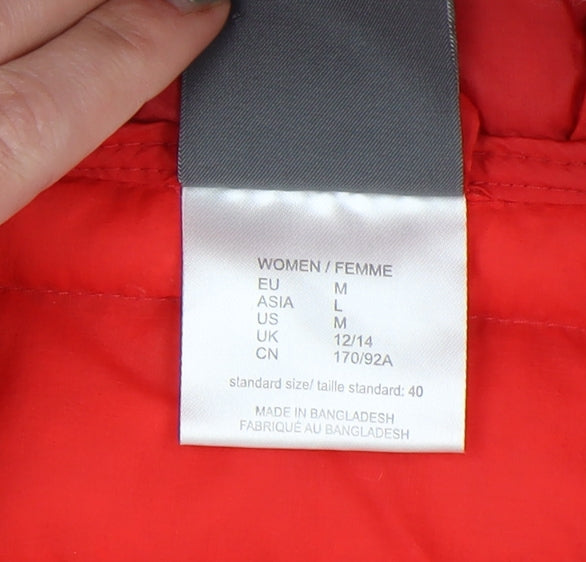 WOMEN / FEMME
EU M
ASIA L
US M
UK 12/14
CN 170/92A
standard size/ taille standard: 40
MADE IN BANGLADESH
FABRIQUÉ AU BANGLADESH